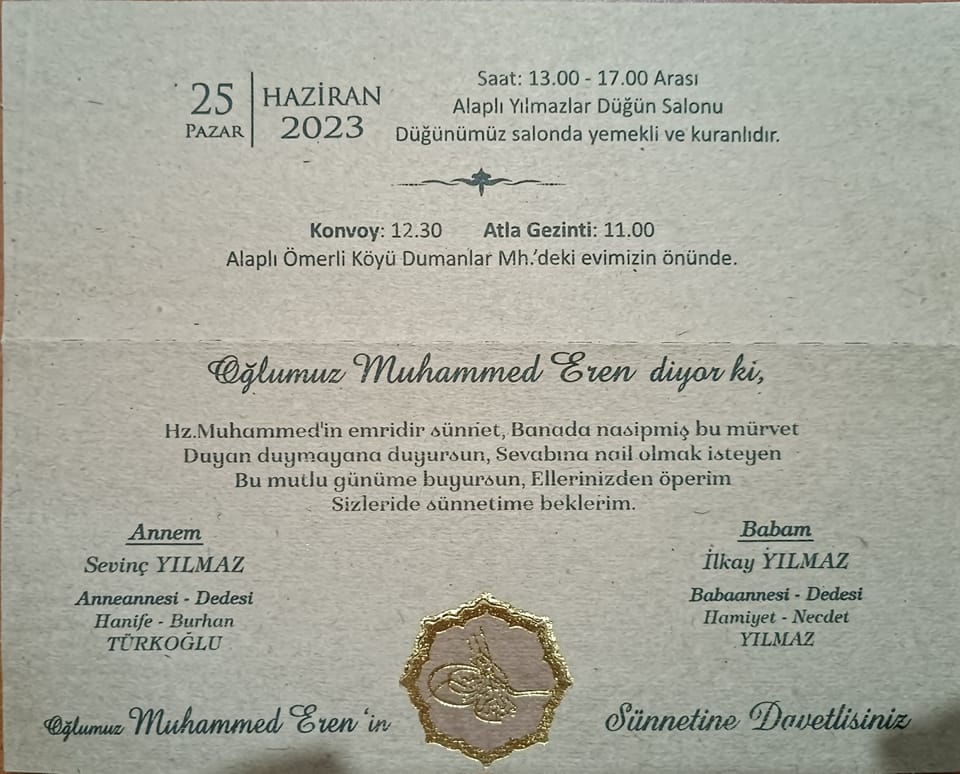 25
PAZAR
HAZİRAN
2023
Saat: 13.00 - 17.00 Arası
Alaplı Yılmazlar Düğün Salonu
Düğünümüz salonda yemekli ve kuranlıdır.
Konvoy: 12.30 Atla Gezinti: 11.00
Alaplı Ömerli Köyü Dumanlar Mh.'deki evimizin önünde.
Oğlumuz Muhammed Eren diyor ki,
Hz.Muhammed'in emridir sünnet, Banada nasipmiş bu mürvet
Duyan duymayana duyursun, Sevabına nail olmak isteyen
Bu mutlu günüme buyursun, Ellerinizden öperim
Sizleride sünnetime beklerim.
Annem
Sevinç YILMAZ
Anneannesi - Dedesi
Hanife - Burhan
TÜRKOĞLU
Babam
İlkay YILMAZ
Babaannesi - Dedesi
Hamiyet - Necdet
YILMAZ
Oğlumuz Muhammed Eren 'in
Sünnetine Davetlisiniz